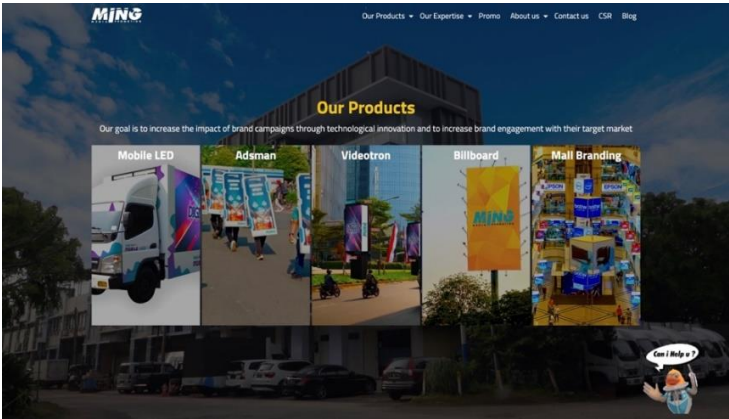 MING
Our Products Our Expertise Promo About us Contact us CSR Blog
Our Products
Our goal is to increase the impact of brand campaigns through technological innovation and to increase brand engagement with their target market
Mobile LED Adsman Videotron Billboard Mall Branding
EPSON EPSON
MING
Can i Help u ?